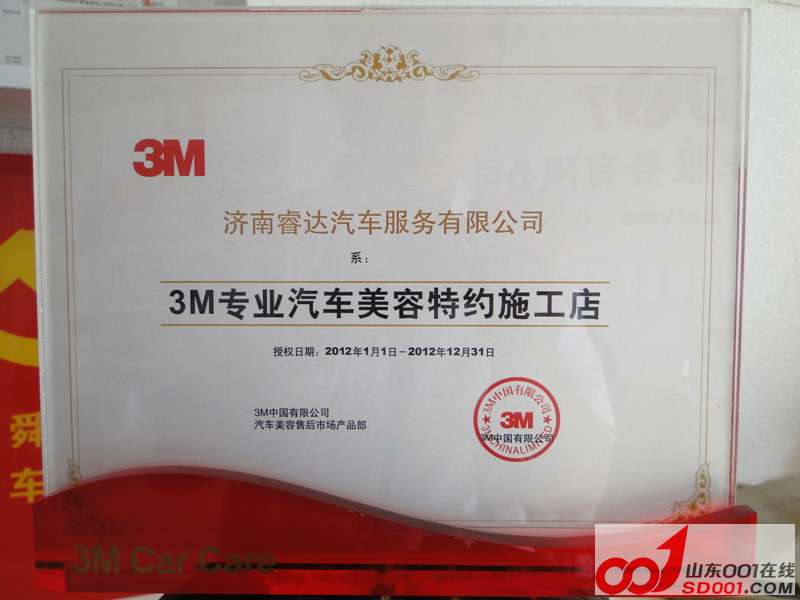 3M
济南睿达汽车服务有限公司
系：
3M专业汽车美容特约施工店
授权日期：2012年1月1日－2012年12月31日
3M中国有限公司
汽车美容售后市场产品部
3M中国有限公司
3M
3M中国有限公司
3M CHINA LIMITED
3M Car Care
舜
车
山东001在线
SD001.COM